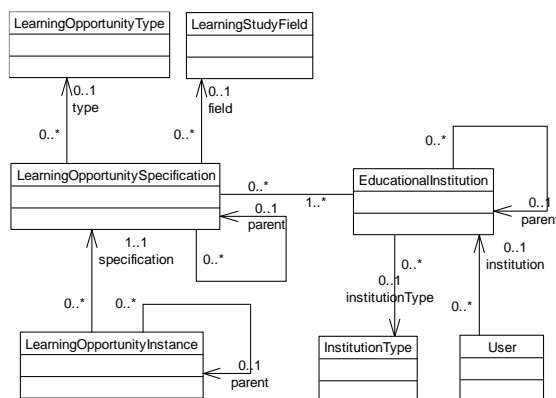 LearningOpportunityType
LearningStudyField
0..1
type
0..1
field
0..*
0..*
0..*
LearningOpportunitySpecification
EducationalInstitution
0..*
1..*
0..1
parent
0..1
parent
1..1
specification
0..*
0..*
0..1
institutionType
0..1
institution
0..*
0..*
0..*
LearningOpportunityInstance
InstitutionType
User
0..1
parent